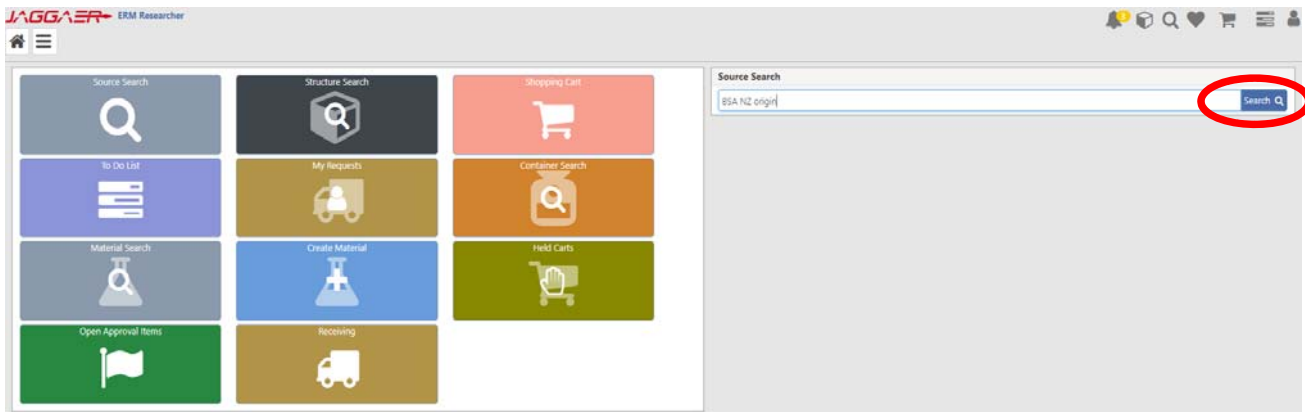 JAGGAER ERM Researcher
Source Search
Structure Search
Shopping Cart
To Do List
My Requests
Container Search
Material Search
Create Material
Held Carts
Open Approval Items
Receiving
Source Search
BSA NZ origin
Search